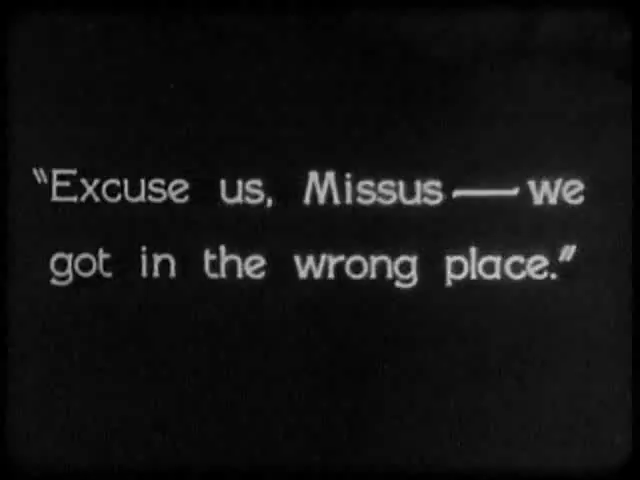 "Excuse us, Missus — we
got in the wrong place."